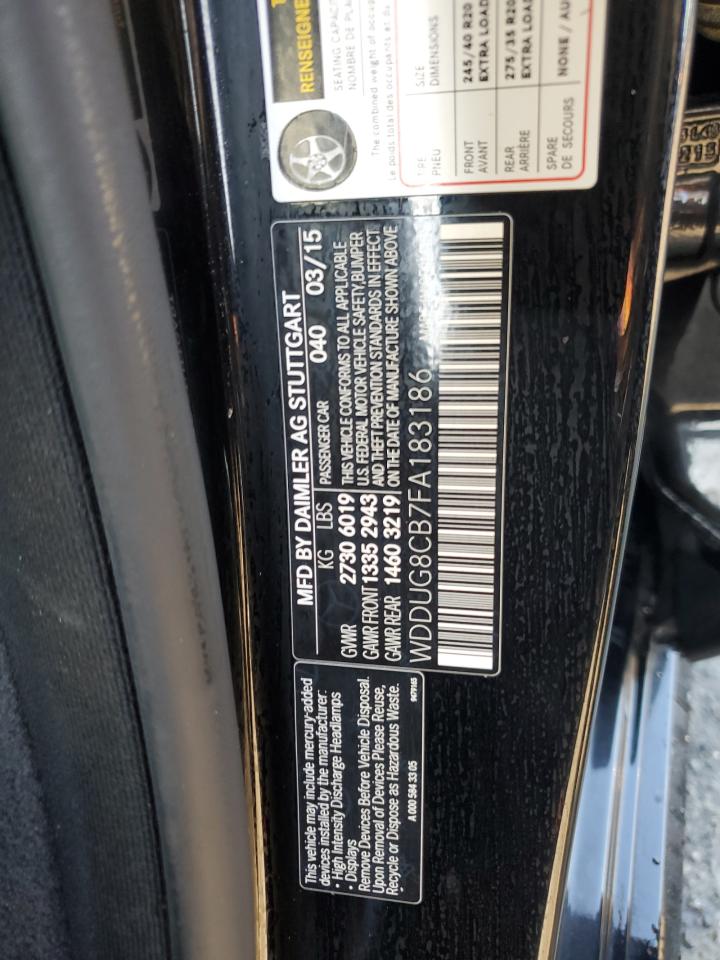 This vehicle may include mercury-added
devices installed by the manufacturer:
• High Intensity Discharge Headlamps
• Displays
Remove Devices Before Vehicle Disposal.
Upon Removal of Devices Please Reuse,
Recycle or Dispose as Hazardous Waste.
A 000 584 33 05
MFD BY DAIMLER AG STUTTGART
KG LBS PASSENGER CAR 040 03/15
GVWR 2730 6019
GAWR FRONT 1335 2943
GAWR REAR 1460 3219
THIS VEHICLE CONFORMS TO ALL APPLICABLE
U.S. FEDERAL MOTOR VEHICLE SAFETY, BUMPER
AND THEFT PREVENTION STANDARDS IN EFFECT
ON THE DATE OF MANUFACTURE SHOWN ABOVE
WDDUG8CB7FA183186
RENSEIGNE
SEATING CAPACI
NOMBRE DE PLA
The combined weight of occup
Le poids total des occupants et du
TIRE SIZE
PNEU DIMENSIONS
FRONT 245/40 R20
AVANT EXTRA LOAD
REAR 275/35 R20
ARRIÈRE EXTRA LOAD
SPARE NONE / AU
DE SECOURS